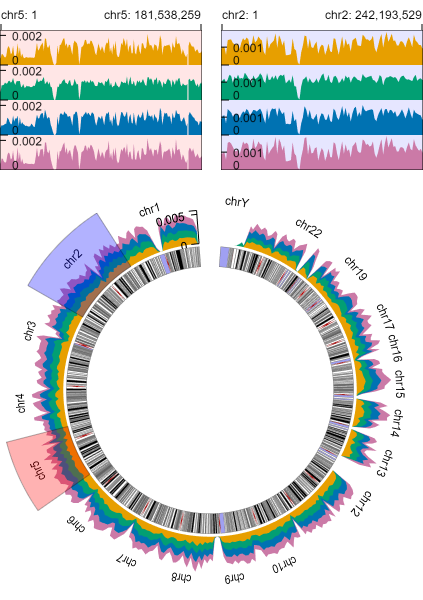 chr5: 1 chr5: 181,538,259 chr2: 1 chr2: 242,193,529
0.002
0
0.002
0
0.002
0
0.002
0
0.001
0
0.001
0
0.001
0
0.001
0
chrY
chr1
0.005
0
chr2
chr3
chr4
chr5
chr6
chr7
chr8
chr9
chr10
chr12
chr13
chr14
chr15
chr16
chr17
chr19
chr22